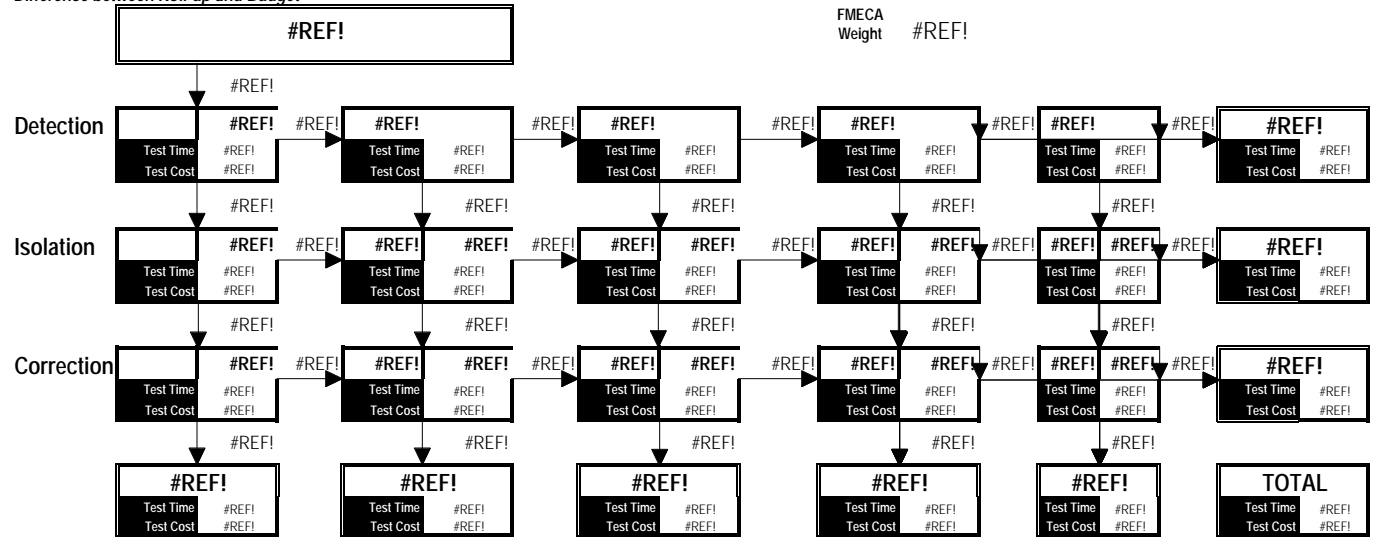 Difference between Roll-up and Budget
#REF! FMECA Weight #REF!
#REF!
Detection #REF! #REF! #REF! #REF! #REF! #REF! #REF! #REF! #REF! #REF! #REF!
Test Time #REF! Test Time #REF! Test Time #REF! Test Time #REF! Test Time #REF! Test Time #REF!
Test Cost #REF! Test Cost #REF! Test Cost #REF! Test Cost #REF! Test Cost #REF! Test Cost #REF!
#REF! #REF! #REF! #REF! #REF!
Isolation #REF! #REF! #REF! #REF! #REF! #REF! #REF! #REF! #REF! #REF! #REF! #REF! #REF! #REF! #REF!
Test Time #REF! Test Time #REF! Test Time #REF! Test Time #REF! Test Time #REF! Test Time #REF!
Test Cost #REF! Test Cost #REF! Test Cost #REF! Test Cost #REF! Test Cost #REF! Test Cost #REF!
#REF! #REF! #REF! #REF! #REF!
Correction #REF! #REF! #REF! #REF! #REF! #REF! #REF! #REF! #REF! #REF! #REF! #REF! #REF! #REF! #REF!
Test Time #REF! Test Time #REF! Test Time #REF! Test Time #REF! Test Time #REF! Test Time #REF!
Test Cost #REF! Test Cost #REF! Test Cost #REF! Test Cost #REF! Test Cost #REF! Test Cost #REF!
#REF! #REF! #REF! #REF! #REF!
#REF! #REF! #REF! #REF! #REF! TOTAL
Test Time #REF! Test Time #REF! Test Time #REF! Test Time #REF! Test Time #REF! Test Time #REF!
Test Cost #REF! Test Cost #REF! Test Cost #REF! Test Cost #REF! Test Cost #REF! Test Cost #REF!